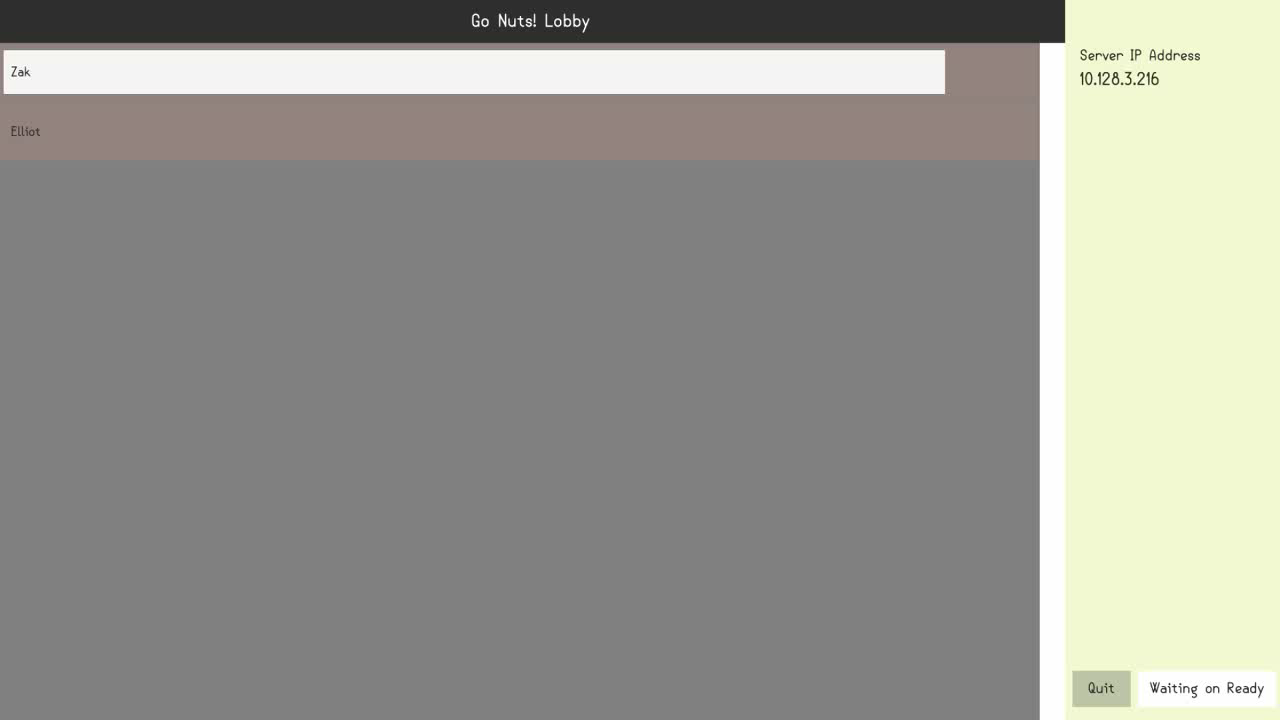 Go Nuts! Lobby
Zak
Elliot
Server IP Address
10.128.3.216
Quit
Waiting on Ready